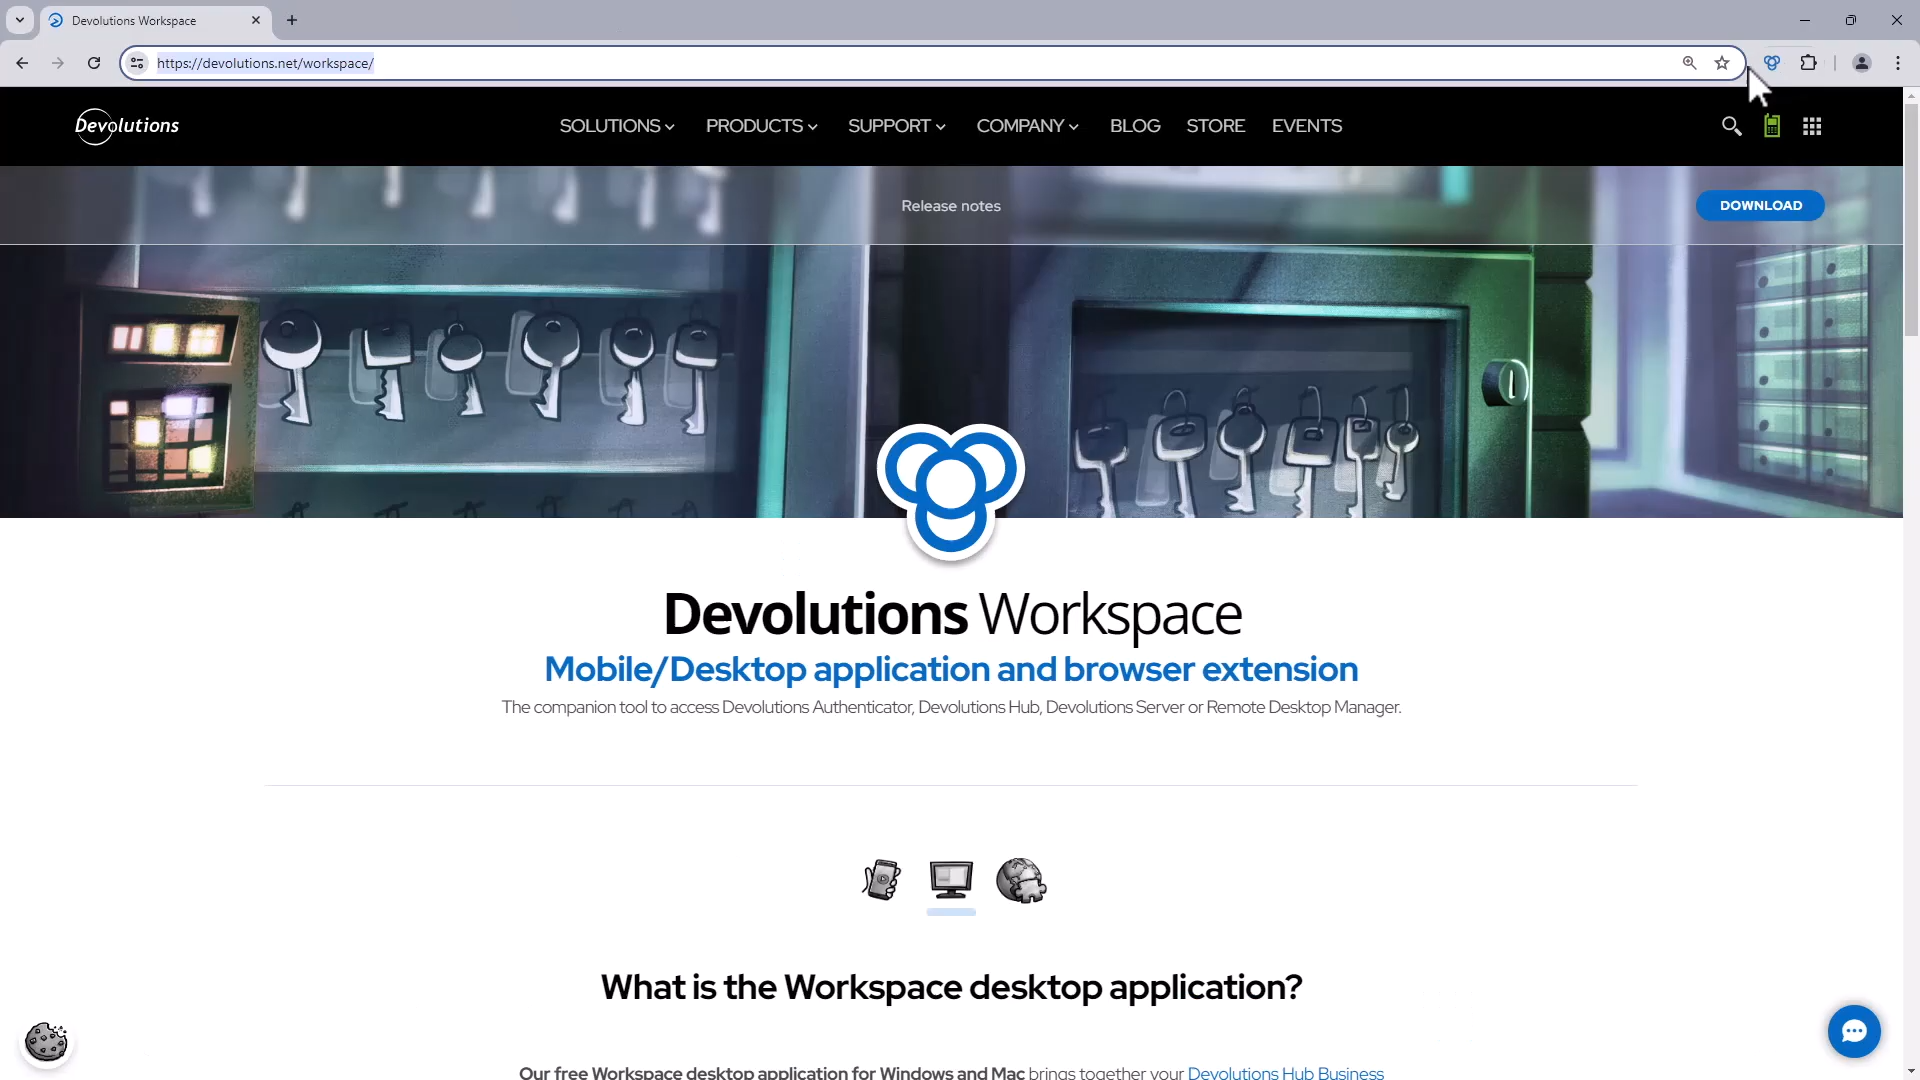 Devolutions Workspace
https://devolutions.net/workspace/
Devolutions
SOLUTIONS PRODUCTS SUPPORT COMPANY BLOG STORE EVENTS
Release notes
DOWNLOAD
Devolutions Workspace
Mobile/Desktop application and browser extension
The companion tool to access Devolutions Authenticator, Devolutions Hub, Devolutions Server or Remote Desktop Manager.
What is the Workspace desktop application?
Our free Workspace desktop application for Windows and Mac brings together your Devolutions Hub Business